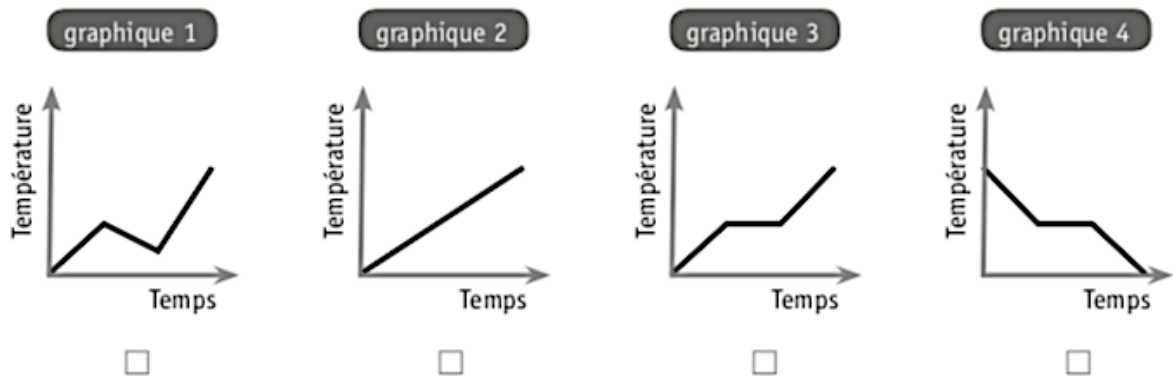 graphique 1
graphique 2
graphique 3
graphique 4
Température
Température
Température
Température
Temps
Temps
Temps
Temps